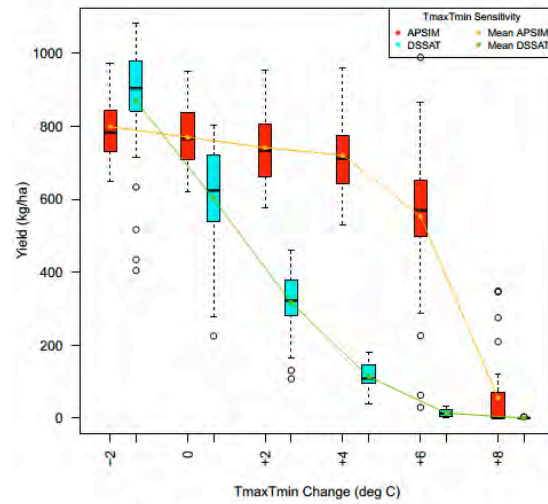 TmaxTmin Sensitivity
APSIM
Mean APSIM
DSSAT
Mean DSSAT
1000
800
600
400
200
0
Yield (kg/ha)
−2
0
+2
+4
+6
+8
TmaxTmin Change (deg C)